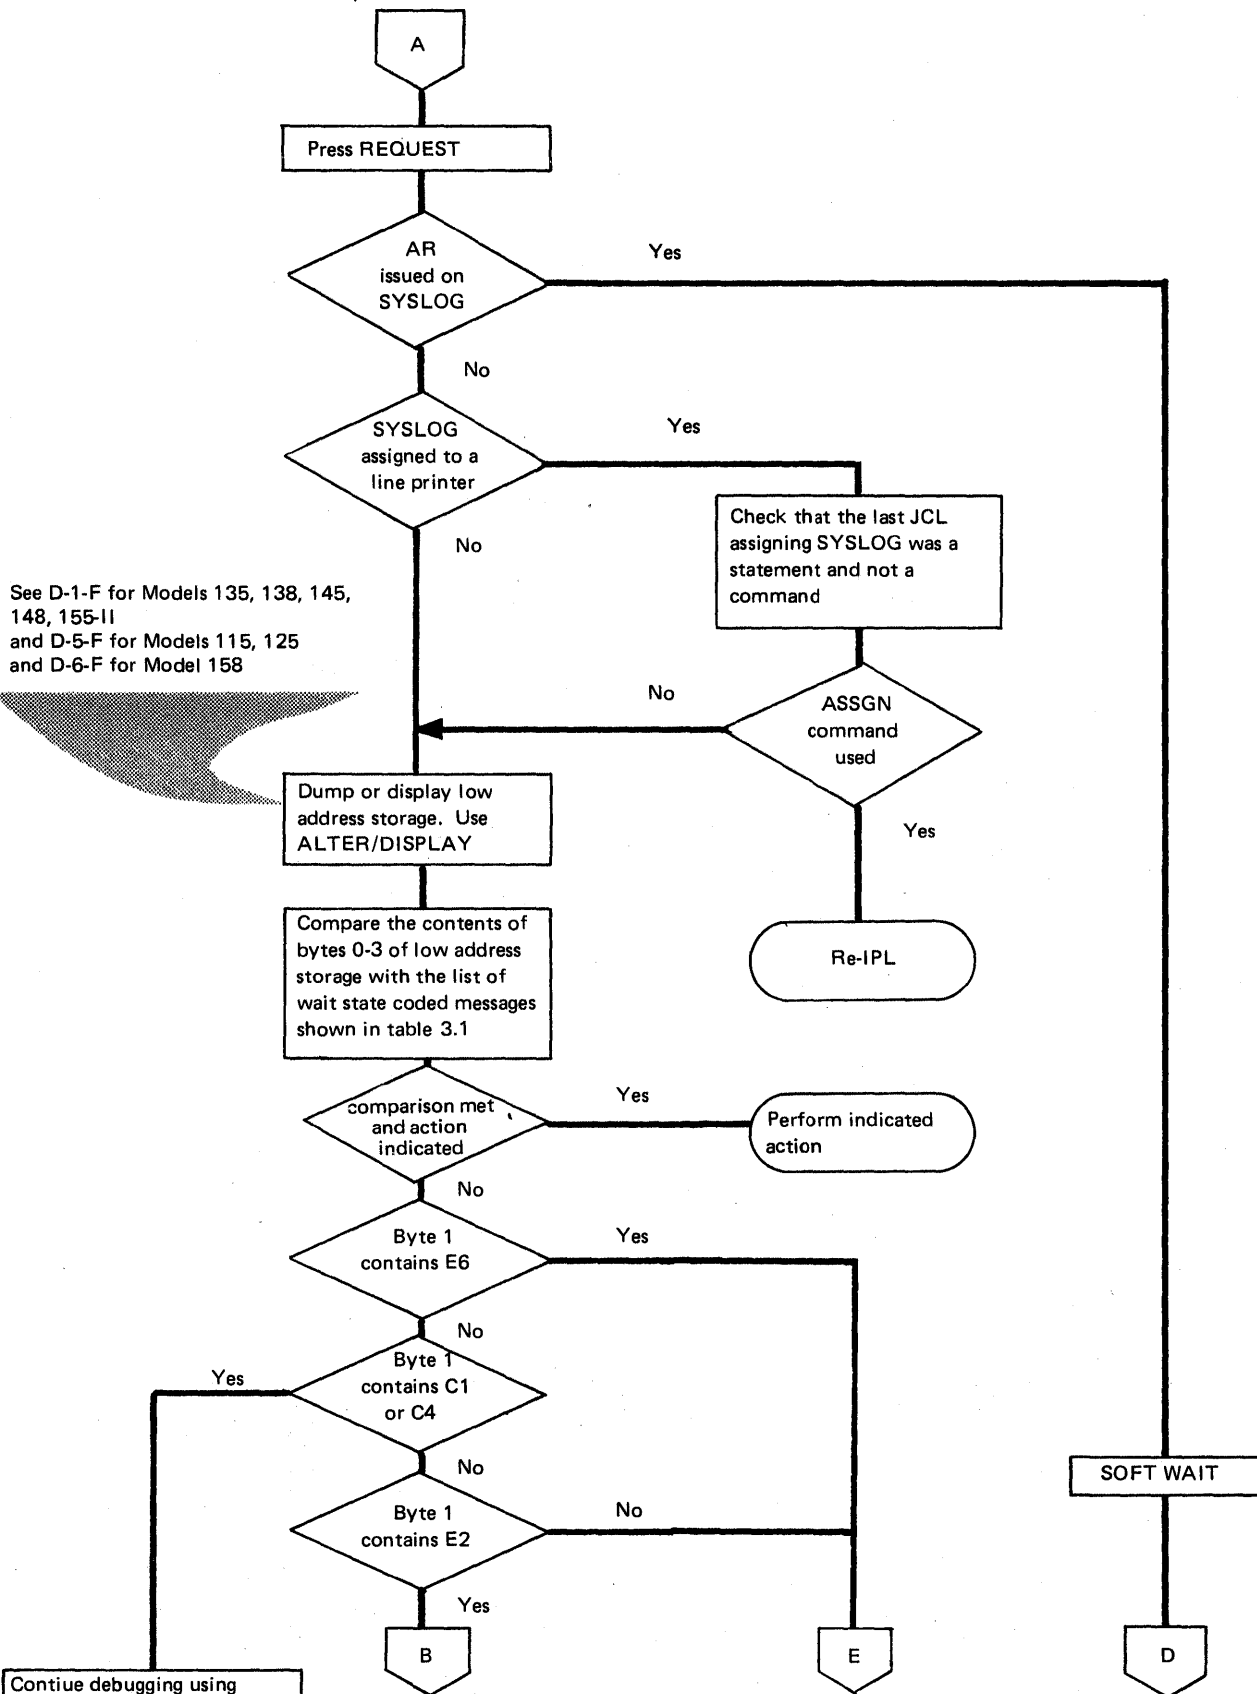 A
Press REQUEST
AR
issued on
SYSLOG
Yes
No
SYSLOG
assigned to a
line printer
Yes
No
Check that the last JCL
assigning SYSLOG was a
statement and not a
command
See D-1-F for Models 135, 138, 145,
148, 155-II
and D-5-F for Models 115, 125
and D-6-F for Model 158
No
ASSGN
command
used
Yes
Re-IPL
Dump or display low
address storage. Use
ALTER/DISPLAY
Compare the contents of
bytes 0-3 of low address
storage with the list of
wait state coded messages
shown in table 3.1
comparison met
and action
indicated
Yes
Perform indicated
action
No
Byte 1
contains E6
Yes
No
Byte 1
contains C1
or C4
Yes
No
Byte 1
contains E2
No
Yes
SOFT WAIT
B
E
D
Contiue debugging using